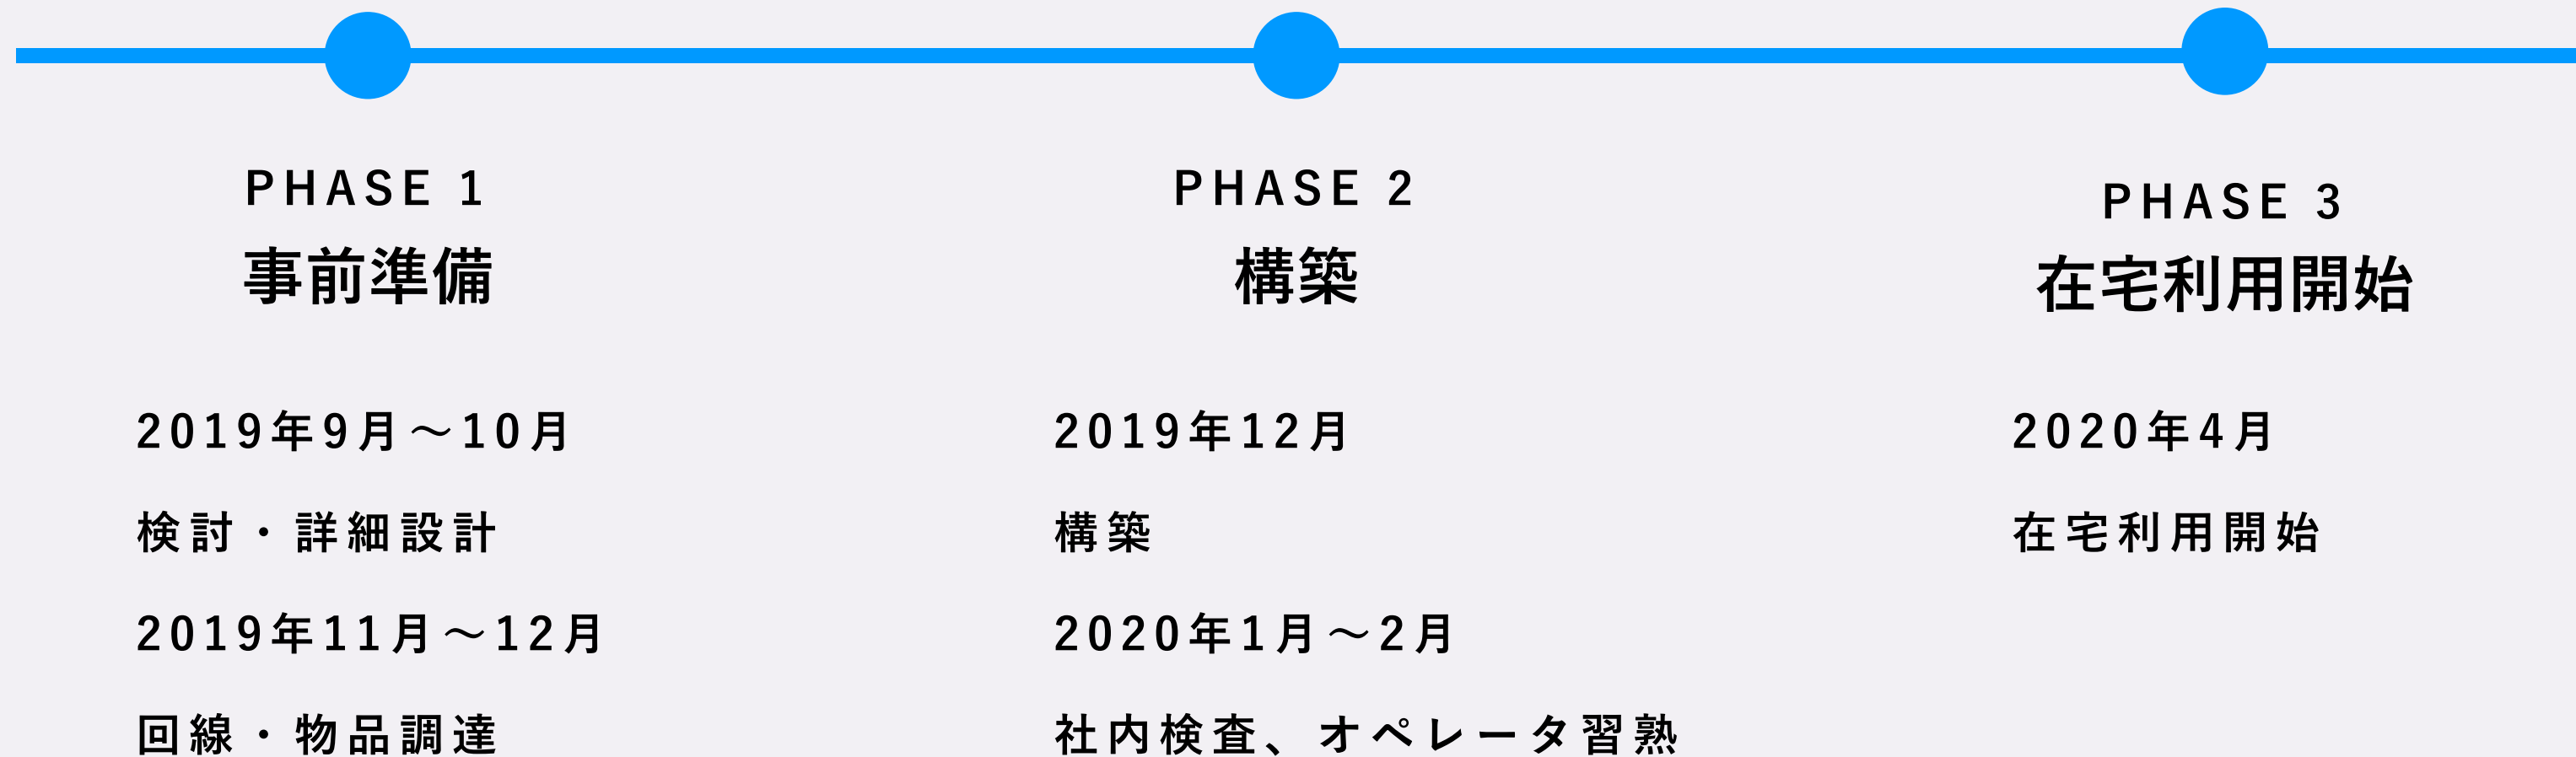 PHASE 1
事前準備
2019年9月〜10月
検討・詳細設計
2019年11月〜12月
回線・物品調達
PHASE 2
構築
2019年12月
構築
2020年1月〜2月
社内検査、オペレータ習熟
PHASE 3
在宅利用開始
2020年4月
在宅利用開始